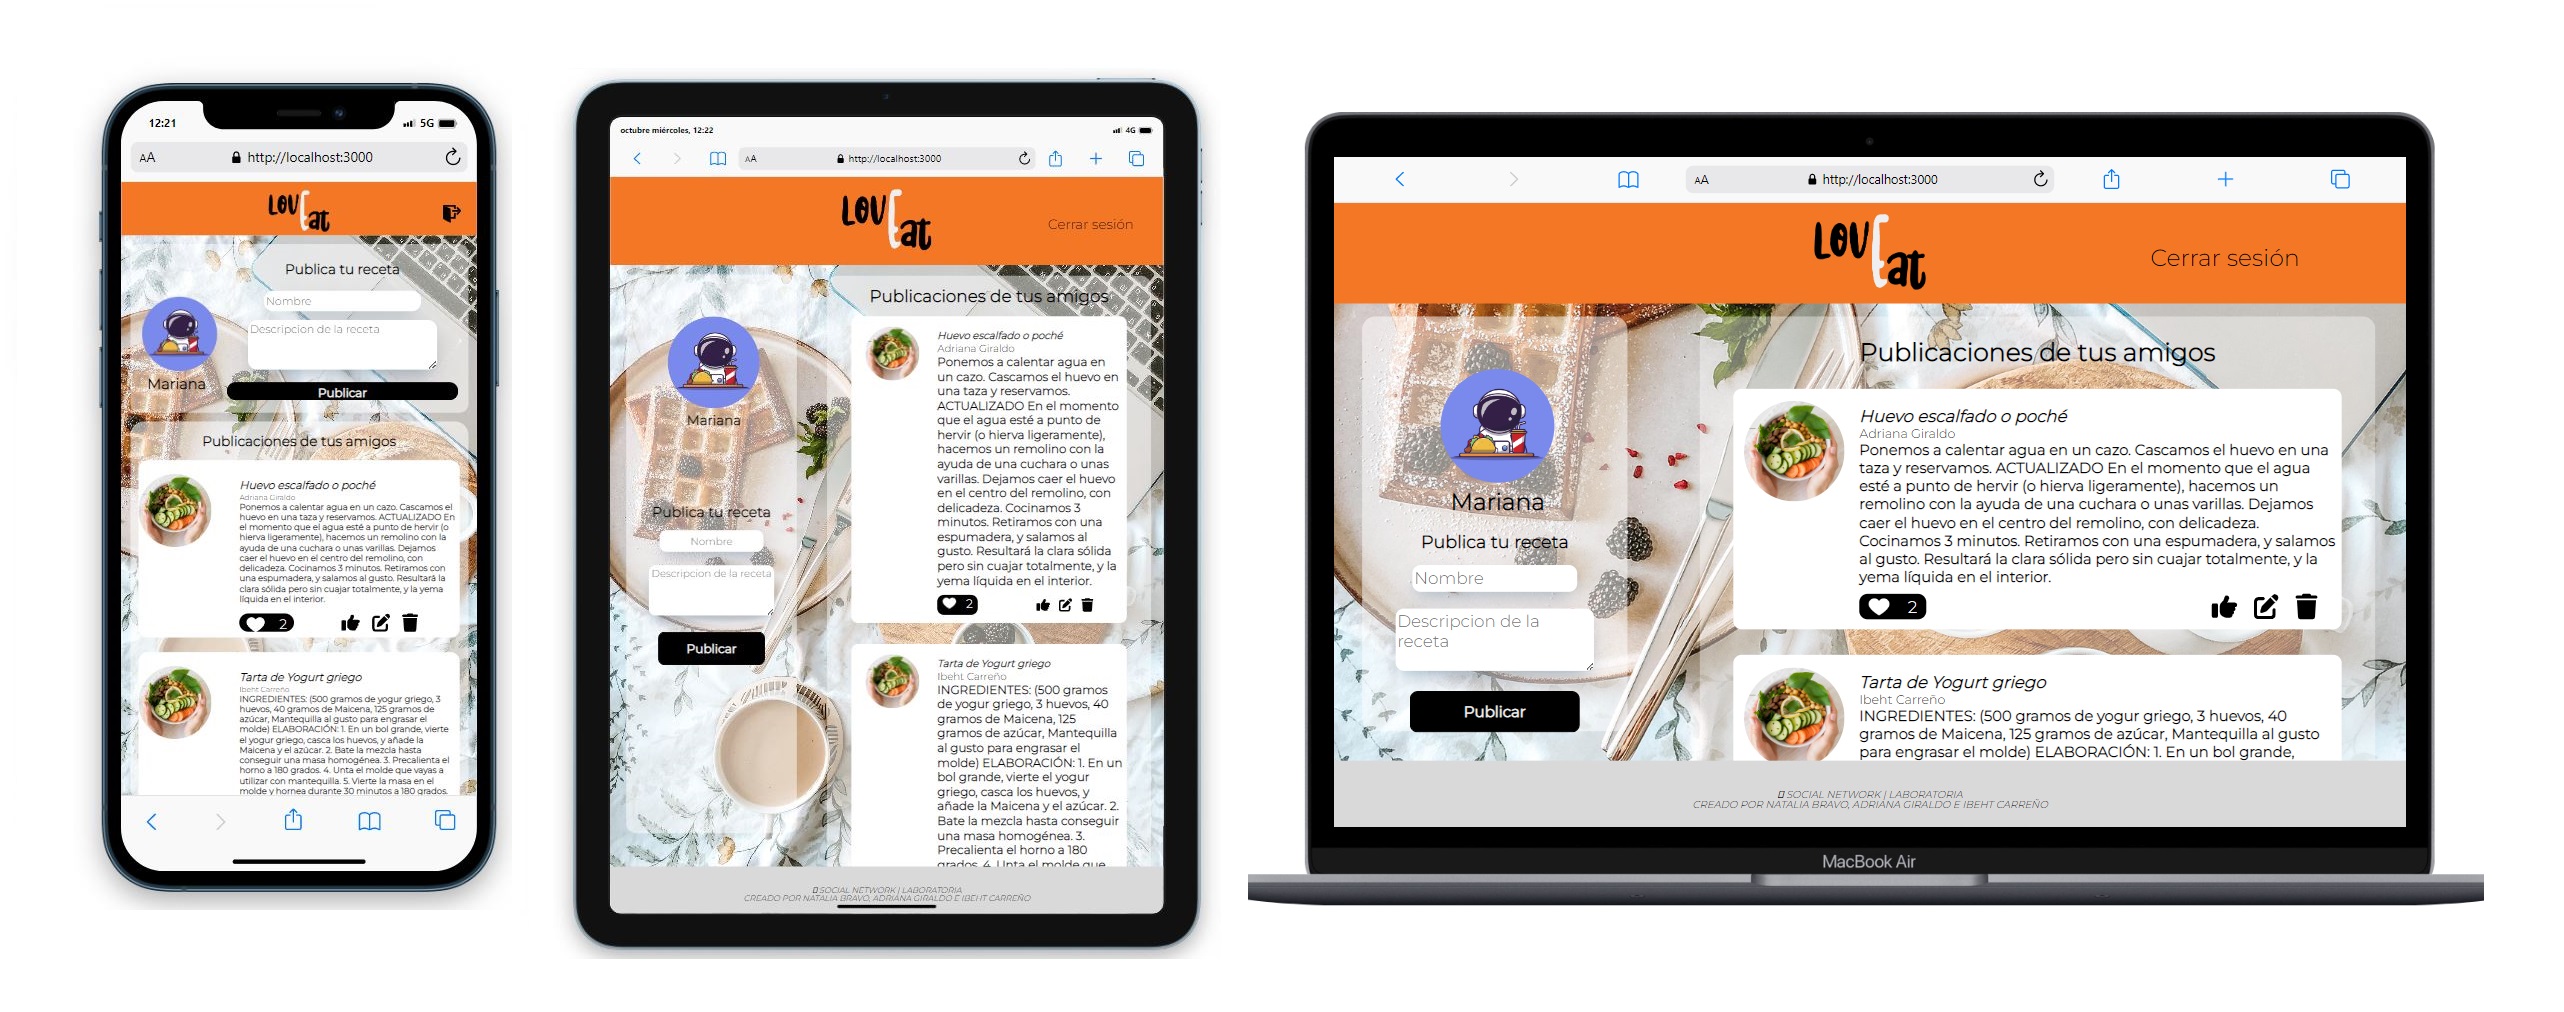 12:21
5G
AA
http://localhost:3000
LOV
Eat
Publica tu receta
Nombre
Descripcion de la receta
Mariana
Publicar
Publicaciones de tus amigos
Huevo escalfado o poché
Adriana Giraldo
Ponemos a calentar agua en un cazo. Cascamos el
huevo en una taza y reservamos. ACTUALIZADO En
el momento que el agua esté a punto de hervir (o
hierva ligeramente), hacemos un remolino con la
ayuda de una cuchara o unas varillas. Dejamos
caer el huevo en el centro del remolino, con
delicadeza. Cocinamos 3 minutos. Retiramos con
una espumadera, y salamos al gusto. Resultará la
clara sólida pero sin cuajar totalmente, y la yema
líquida en el interior.
2
Tarta de Yogurt griego
Ibeht Carreño
INGREDIENTES: (500 gramos de yogur griego, 3
huevos, 40 gramos de Maicena, 125 gramos de
azúcar, Mantequilla al gusto para engrasar el
molde) ELABORACIÓN: 1. En un bol grande, vierte
el yogur griego, casca los huevos, y añade la
Maicena y el azúcar. 2. Bate la mezcla hasta
conseguir una masa homogénea. 3. Precalienta el
horno a 180 grados. 4. Unta el molde que vayas a
utilizar con mantequilla. 5. Vierte la masa en el
molde y hornea durante 30 minutos a 180 grados.
octubre miércoles, 12:22
4G
AA
http://localhost:3000
LOV
Eat
Cerrar sesión
Mariana
Publica tu receta
Nombre
Descripcion de la receta
Publicar
Publicaciones de tus amigos
Huevo escalfado o poché
Adriana Giraldo
Ponemos a calentar agua en
un cazo. Cascamos el huevo en
una taza y reservamos.
ACTUALIZADO En el momento
que el agua esté a punto de
hervir (o hierva ligeramente),
hacemos un remolino con la
ayuda de una cuchara o unas
varillas. Dejamos caer el huevo
en el centro del remolino, con
delicadeza. Cocinamos 3
minutos. Retiramos con una
espumadera, y salamos al
gusto. Resultará la clara sólida
pero sin cuajar totalmente, y la
yema líquida en el interior.
2
Tarta de Yogurt griego
Ibeht Carreño
INGREDIENTES: (500 gramos
de yogur griego, 3 huevos, 40
gramos de Maicena, 125
gramos de azúcar, Mantequilla
al gusto para engrasar el
molde) ELABORACIÓN: 1. En un
bol grande, vierte el yogur
griego, casca los huevos, y
añade la Maicena y el azúcar. 2.
Bate la mezcla hasta conseguir
una masa homogénea. 3.
Precalienta el horno a 180
grados. 4. Unta el molde que
SOCIAL NETWORK | LABORATORIA
CREADO POR NATALIA BRAVO, ADRIANA GIRALDO E IBEHT CARREÑO
AA
http://localhost:3000
LOV
Eat
Cerrar sesión
Mariana
Publica tu receta
Nombre
Descripcion de la
receta
Publicar
Publicaciones de tus amigos
Huevo escalfado o poché
Adriana Giraldo
Ponemos a calentar agua en un cazo. Cascamos el huevo en una
taza y reservamos. ACTUALIZADO En el momento que el agua
esté a punto de hervir (o hierva ligeramente), hacemos un
remolino con la ayuda de una cuchara o unas varillas. Dejamos
caer el huevo en el centro del remolino, con delicadeza.
Cocinamos 3 minutos. Retiramos con una espumadera, y salamos
al gusto. Resultará la clara sólida pero sin cuajar totalmente, y la
yema líquida en el interior.
2
Tarta de Yogurt griego
Ibeht Carreño
INGREDIENTES: (500 gramos de yogur griego, 3 huevos, 40
gramos de Maicena, 125 gramos de azúcar, Mantequilla al gusto
para engrasar el molde) ELABORACIÓN: 1. En un bol grande,
SOCIAL NETWORK | LABORATORIA
CREADO POR NATALIA BRAVO, ADRIANA GIRALDO E IBEHT CARREÑO
MacBook Air